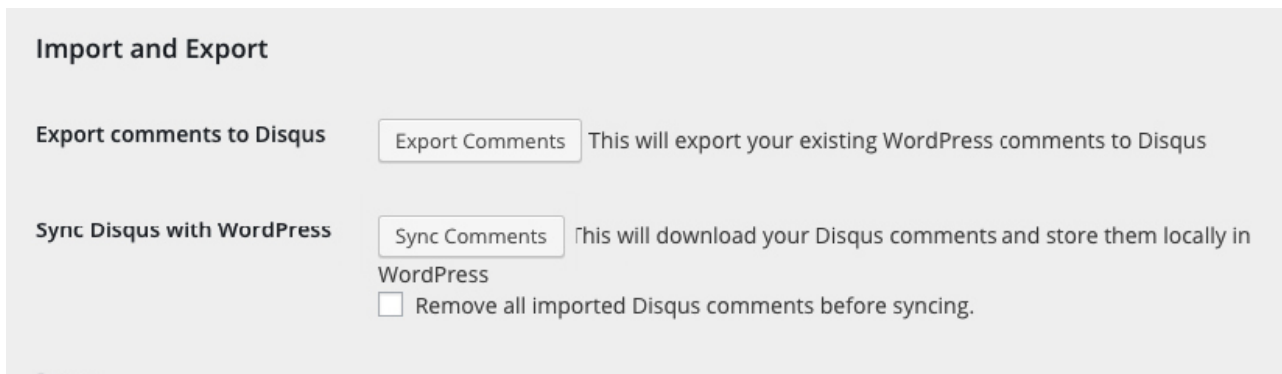 Import and Export
Export comments to Disqus
Export Comments This will export your existing WordPress comments to Disqus
Sync Disqus with WordPress
Sync Comments This will download your Disqus comments and store them locally in
WordPress
Remove all imported Disqus comments before syncing.